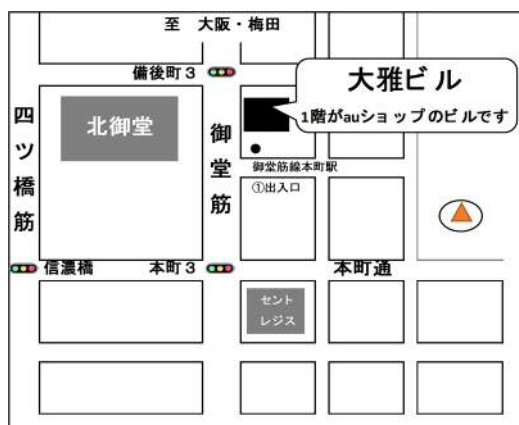 至 大阪・梅田
備後町3
大雅ビル
1階がauショップのビルです
北御堂
四ツ橋筋
御堂筋
御堂筋線本町駅
①出入口
信濃橋
本町3
本町通
セント
レジス